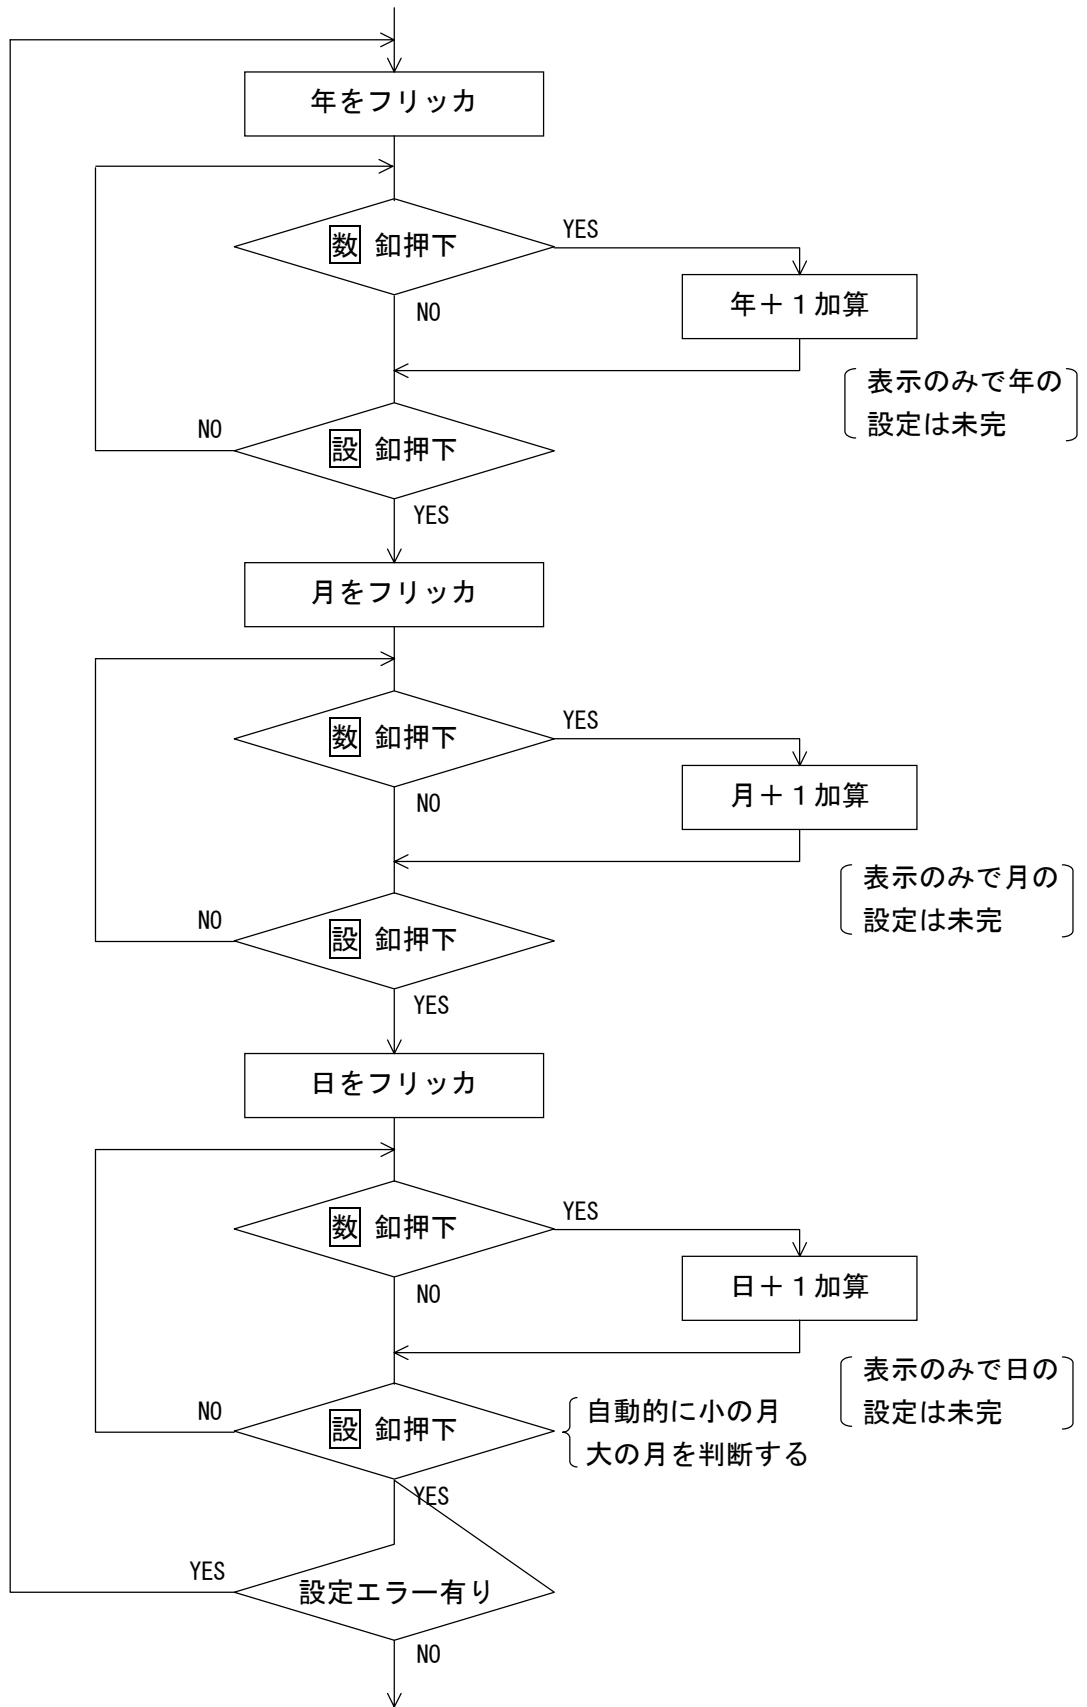 年をフリッカ
数 釦押下
YES
NO
年＋１加算
表示のみで年の
設定は未完
NO
設 釦押下
YES
月をフリッカ
数 釦押下
YES
NO
月＋１加算
表示のみで月の
設定は未完
NO
設 釦押下
YES
日をフリッカ
数 釦押下
YES
NO
日＋１加算
表示のみで日の
設定は未完
NO
設 釦押下
自動的に小の月
大の月を判断する
YES
YES
設定エラー有り
NO